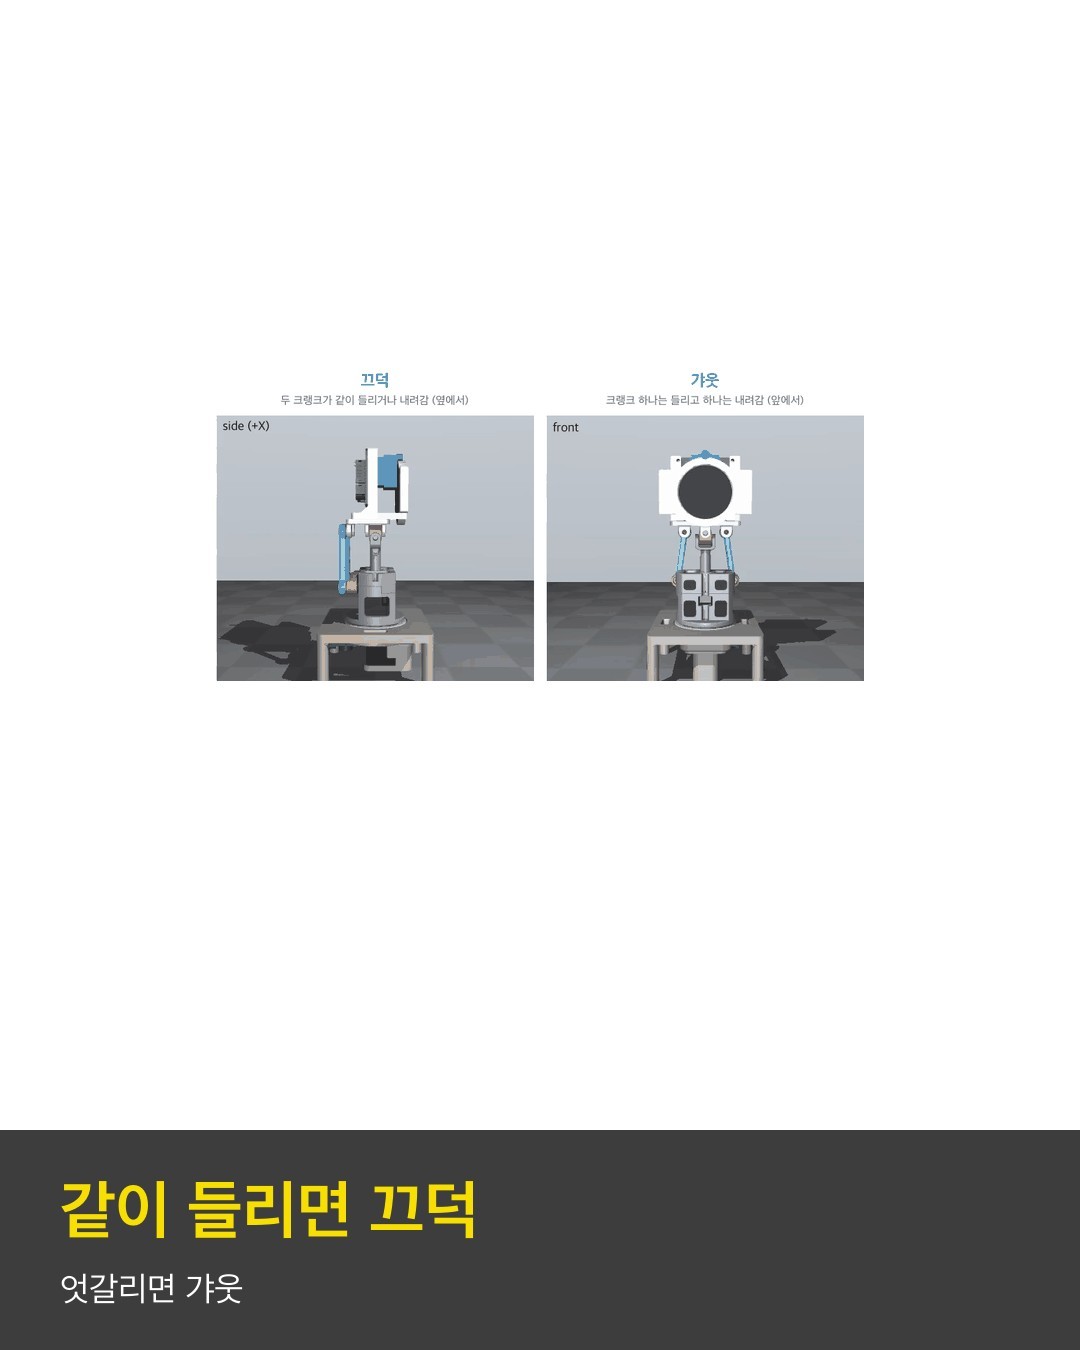 끄덕
두 크랭크가 같이 들리거나 내려감 (옆에서)
side (+X)
갸웃
크랭크 하나는 들리고 하나는 내려감 (앞에서)
front
같이 들리면 끄덕
엇갈리면 갸웃